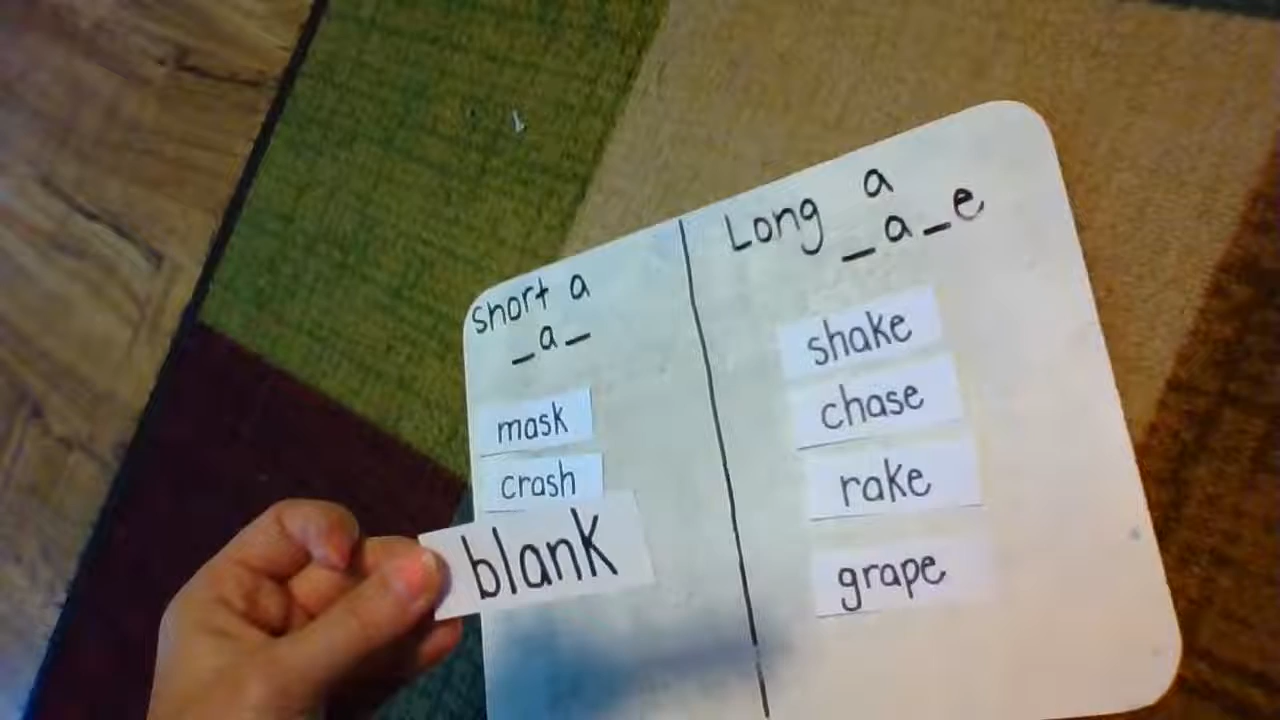 short a
_a_
mask
crash
blank
Long a
_a_e
shake
chase
rake
grape